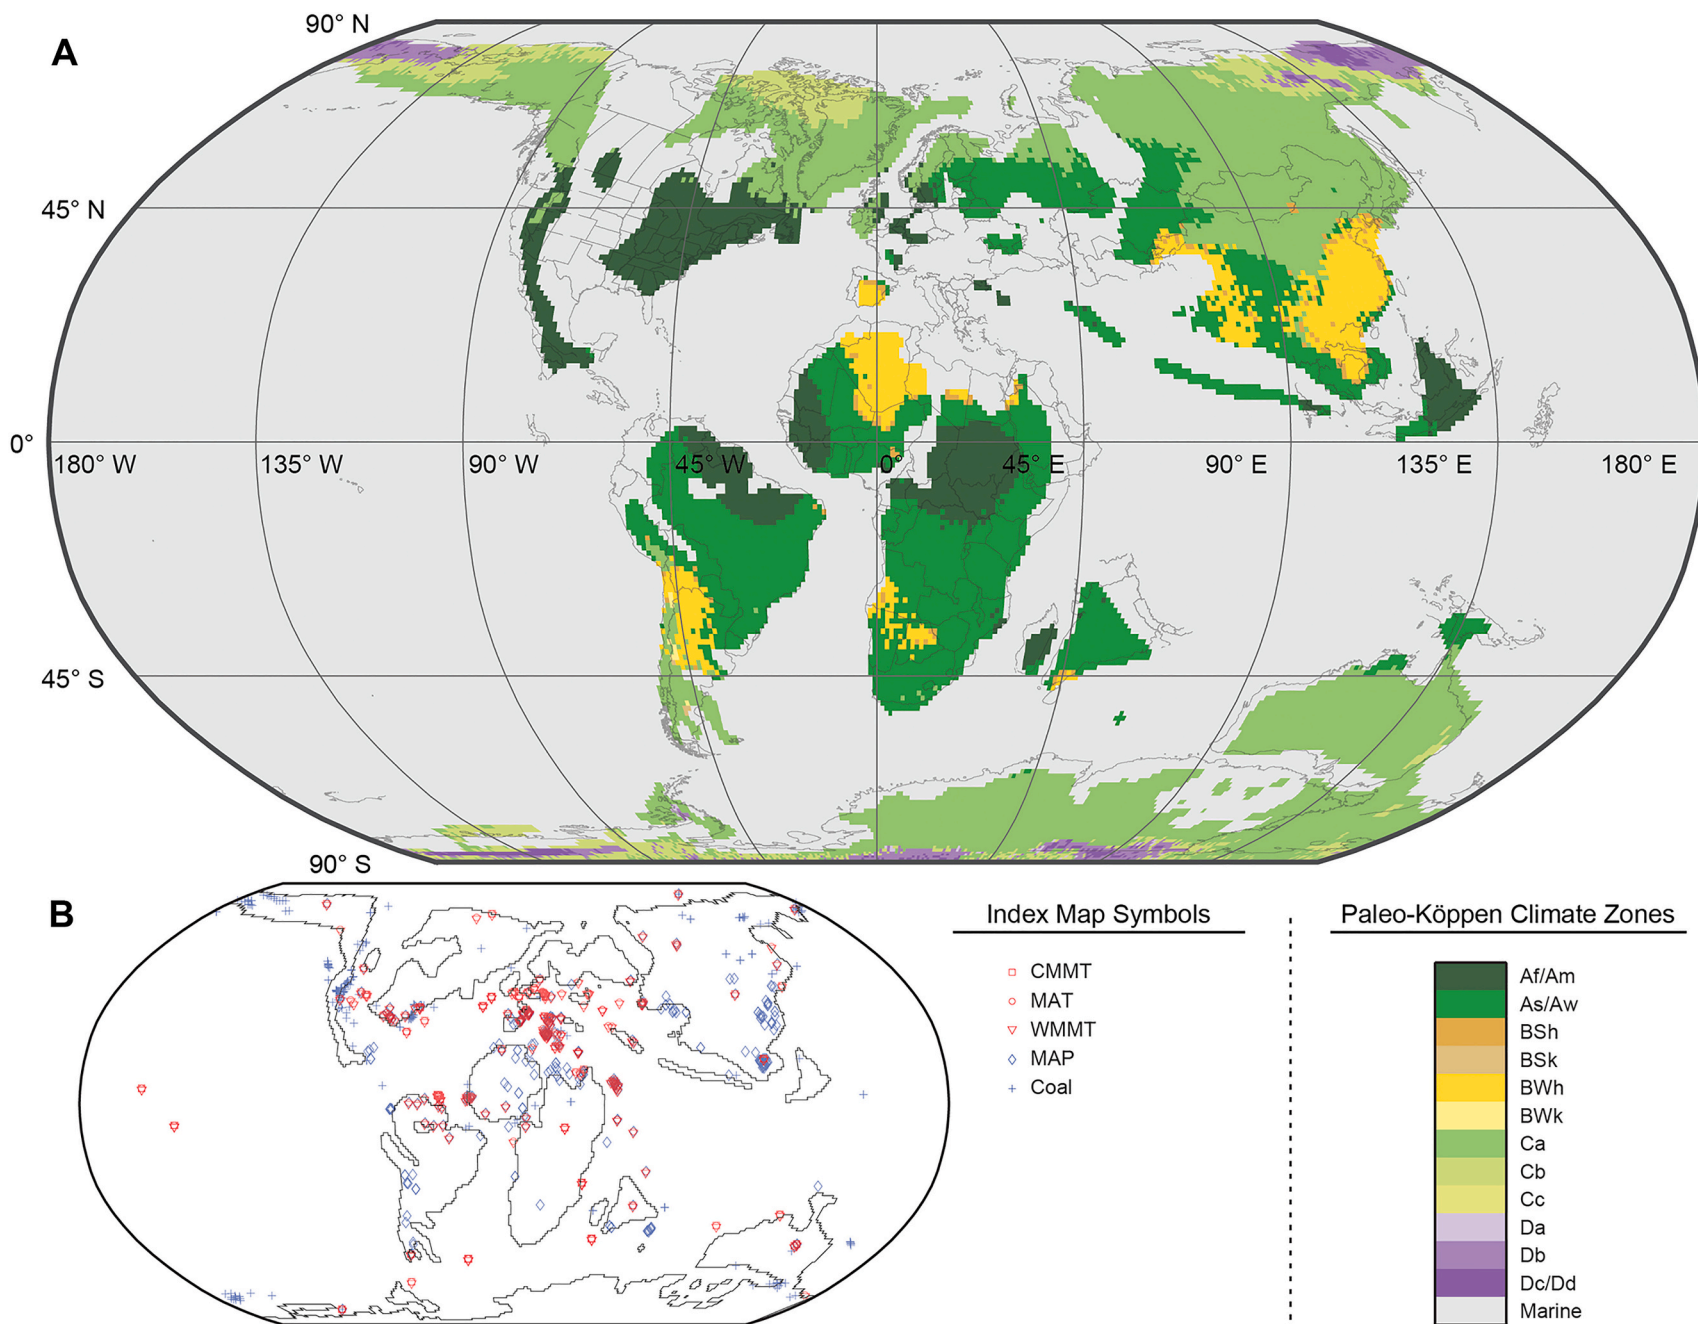 A
90° N
45° N
0°
180° W
135° W
90° W
45° W
0°
45° E
90° E
135° E
180° E
45° S
90° S
B
Index Map Symbols
CMMT
MAT
WMMT
MAP
Coal
Paleo-Köppen Climate Zones
Af/Am
As/Aw
BSh
BSk
BWh
BWk
Ca
Cb
Cc
Da
Db
Dc/Dd
Marine